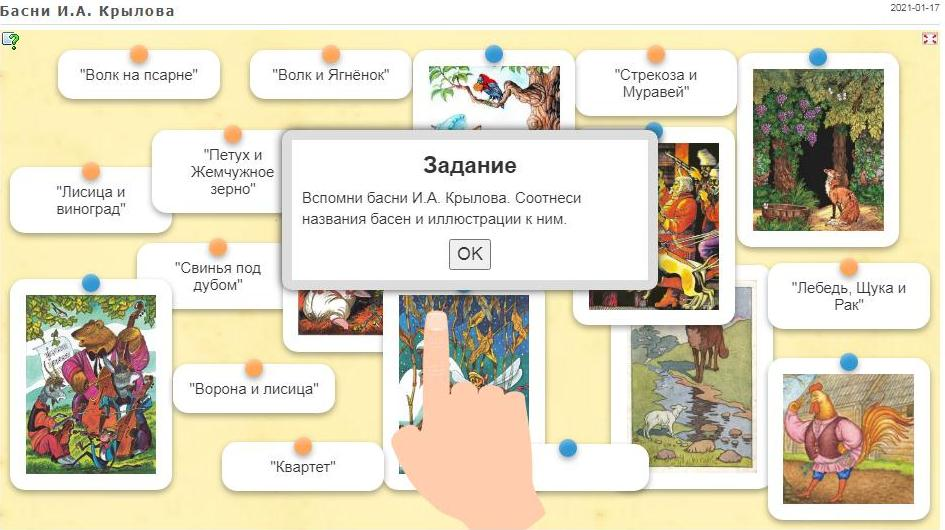 Басни И.А. Крылова
2021-01-17
"Волк на псарне"
"Волк и Ягнёнок"
"Стрекоза и
Муравей"
"Петух и
Жемчужное
зерно"
"Лисица и
виноград"
Задание
Вспомни басни И.А. Крылова. Соотнеси
названия басен и иллюстрации к ним.
OK
"Свинья под
дубом"
"Лебедь, Щука и
Рак"
"Ворона и лисица"
"Квартет"